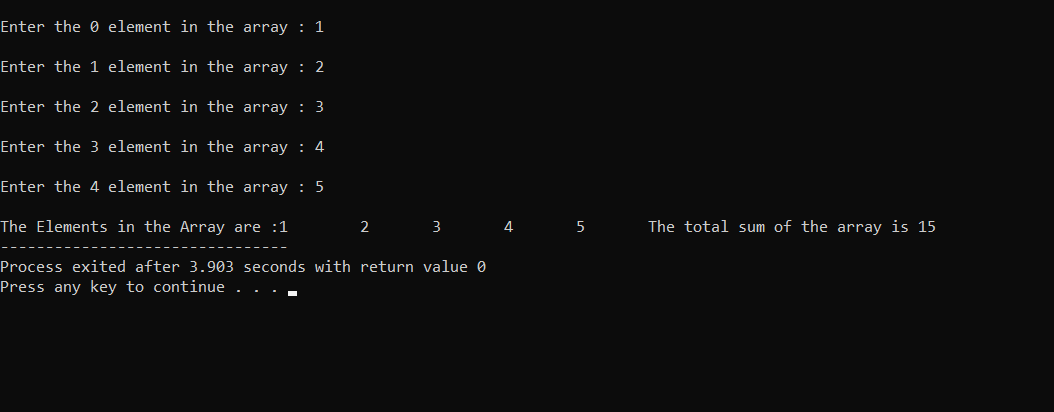 Enter the 0 element in the array : 1
Enter the 1 element in the array : 2
Enter the 2 element in the array : 3
Enter the 3 element in the array : 4
Enter the 4 element in the array : 5
The Elements in the Array are :1        2       3       4       5       The total sum of the array is 15
--------------------------------
Process exited after 3.903 seconds with return value 0
Press any key to continue . . .